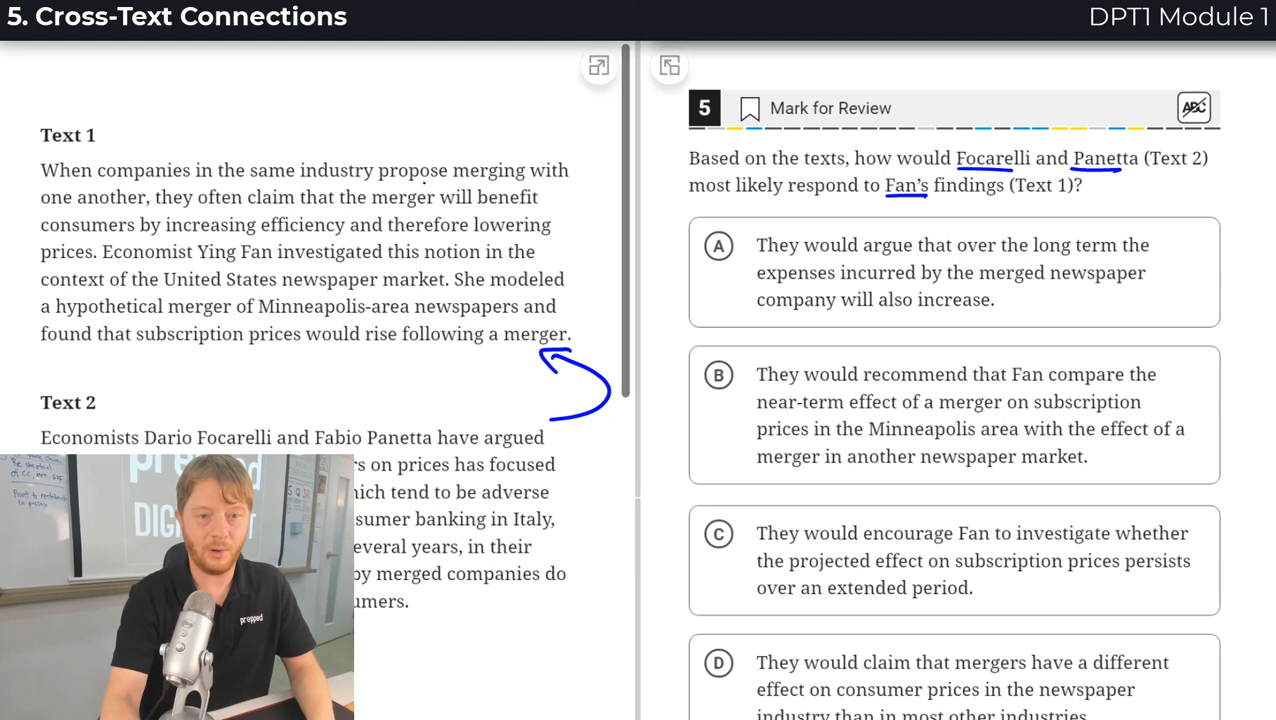 5. Cross-Text Connections
DPT1 Module 1
Text 1
When companies in the same industry propose merging with
one another, they often claim that the merger will benefit
consumers by increasing efficiency and therefore lowering
prices. Economist Ying Fan investigated this notion in the
context of the United States newspaper market. She modeled
a hypothetical merger of Minneapolis-area newspapers and
found that subscription prices would rise following a merger.
Text 2
Economists Dario Focarelli and Fabio Panetta have argued
on prices has focused
tend to be adverse
banking in Italy,
several years, in their
by merged companies do
5
Mark for Review
ABC
Based on the texts, how would Focarelli and Panetta (Text 2)
most likely respond to Fan's findings (Text 1)?
A
They would argue that over the long term the
expenses incurred by the merged newspaper
company will also increase.
B
They would recommend that Fan compare the
near-term effect of a merger on subscription
prices in the Minneapolis area with the effect of a
merger in another newspaper market.
C
They would encourage Fan to investigate whether
the projected effect on subscription prices persists
over an extended period.
D
They would claim that mergers have a different
effect on consumer prices in the newspaper
industry than in most other industries.
prepped